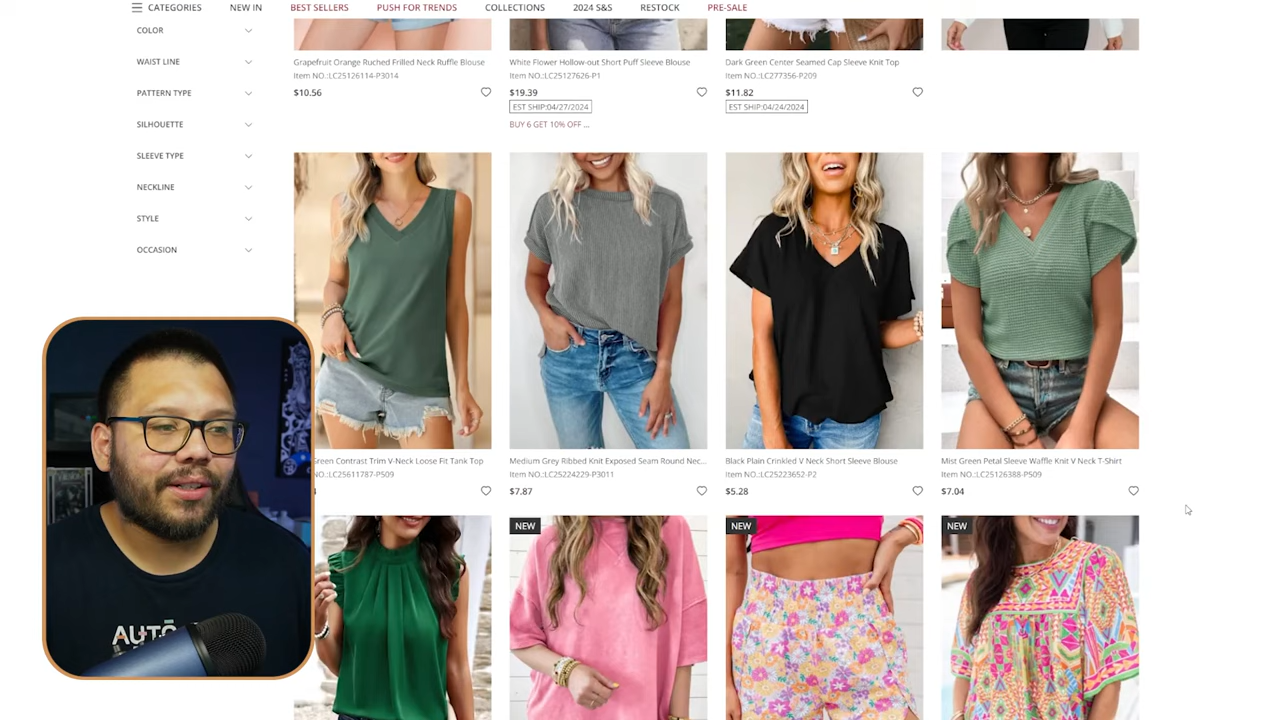 CATEGORIES NEW IN BEST SELLERS PUSH FOR TRENDS COLLECTIONS 2024 S&S RESTOCK PRE-SALE
COLOR
WAIST LINE
PATTERN TYPE
SILHOUETTE
SLEEVE TYPE
NECKLINE
STYLE
OCCASION
Grapefruit Orange Ruched Frilled Neck Ruffle Blouse
Item NO.:LC25126114-P3014
$10.56
White Flower Hollow-out Short Puff Sleeve Blouse
Item NO.:LC25127626-P1
$19.39
EST SHIP:04/27/2024
BUY 6 GET 10% OFF ...
Dark Green Center Seamed Cap Sleeve Knit Top
Item NO.:LC277356-P209
$11.82
EST SHIP:04/24/2024
Green Contrast Trim V-Neck Loose Fit Tank Top
NO.:LC25611787-P509
Medium Grey Ribbed Knit Exposed Seam Round Nec...
Item NO.:LC25224229-P3011
$7.87
Black Plain Crinkled V Neck Short Sleeve Blouse
Item NO.:LC25223652-P2
$5.28
Mist Green Petal Sleeve Waffle Knit V Neck T-Shirt
Item NO.:LC25126388-P509
$7.04
NEW
NEW
NEW
AUTO